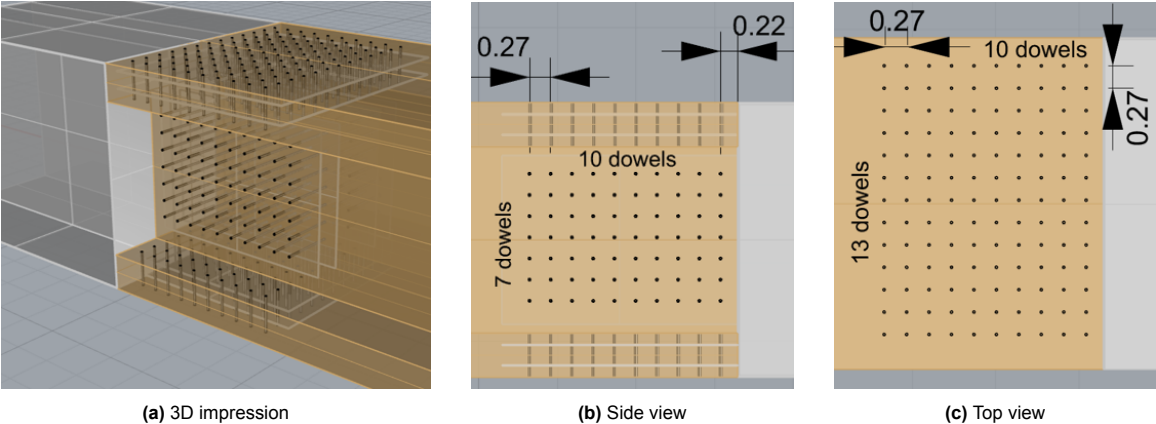 0.27
0.22
10 dowels
7 dowels
0.27
10 dowels
0.27
13 dowels
(a) 3D impression
(b) Side view
(c) Top view